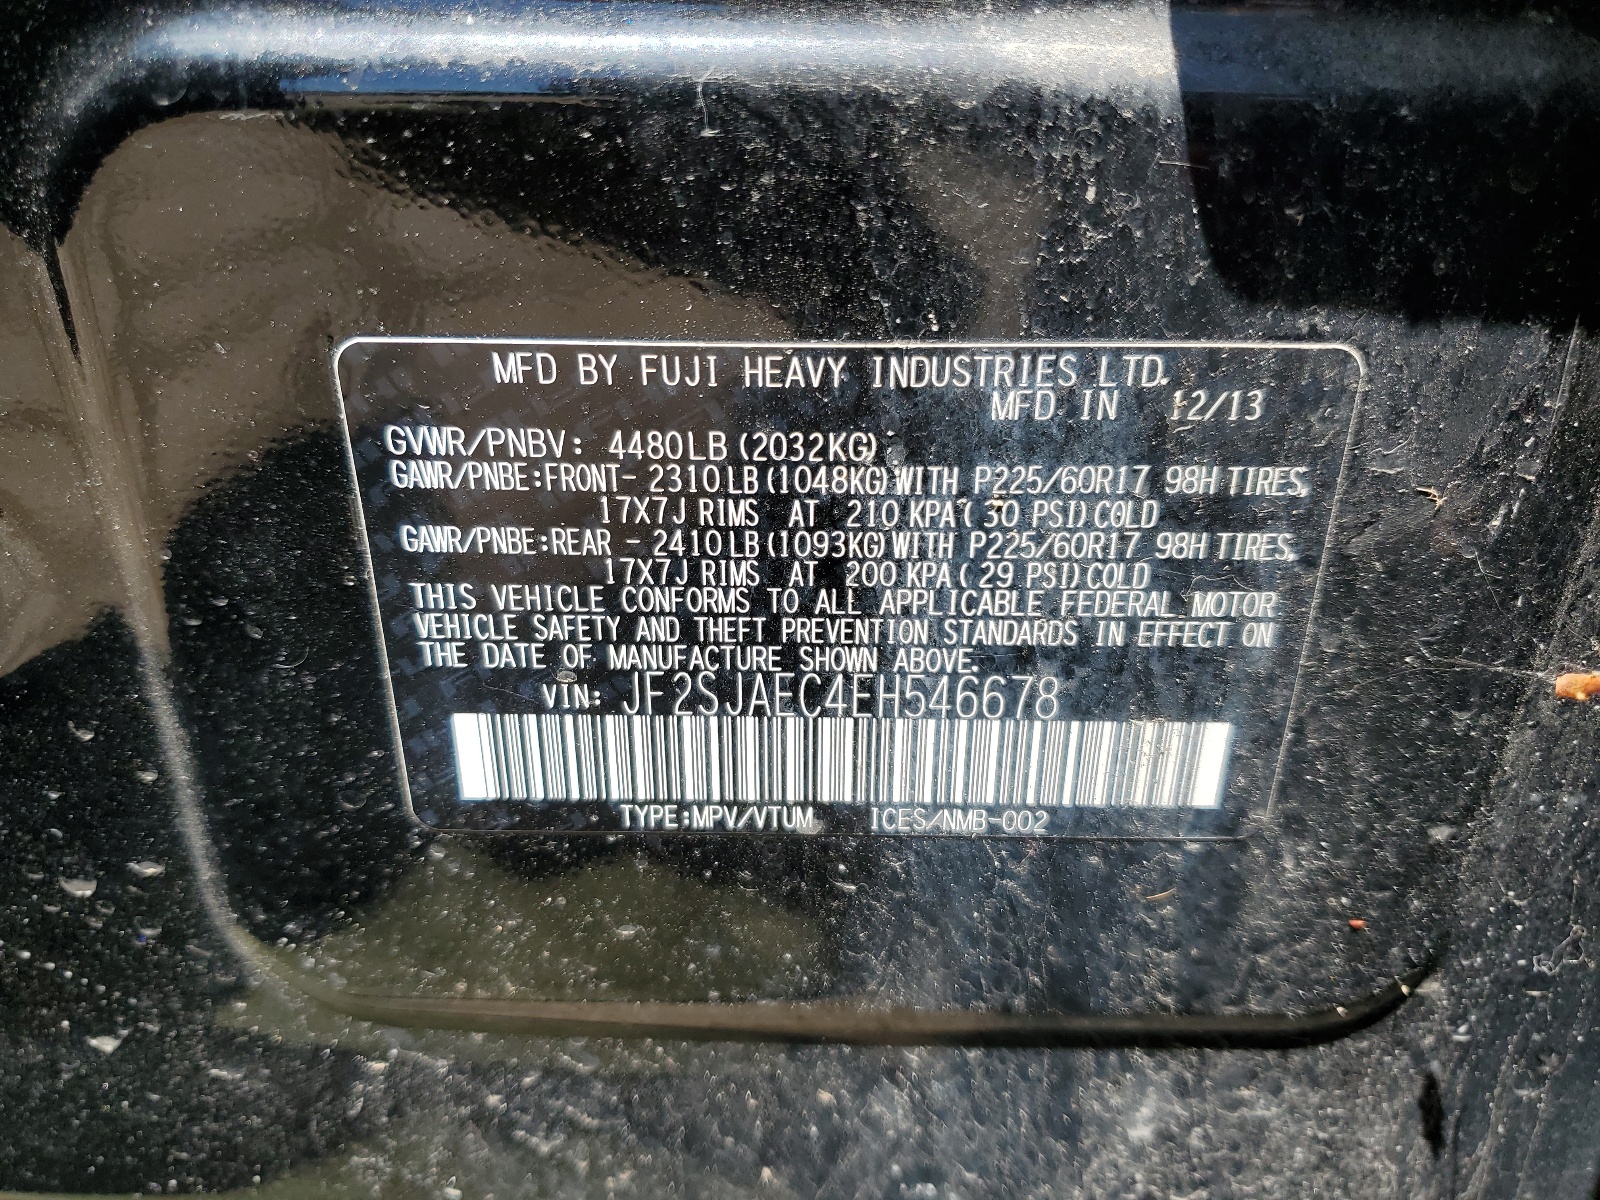 MFD BY FUJI HEAVY INDUSTRIES LTD.
MFD IN 12/13
GVWR/PNBV: 4480LB (2032KG)
GAWR/PNBE:FRONT- 2310LB (1048KG) WITH P225/60R17 98H TIRES,
17X7J RIMS AT 210 KPA( 30 PSI)COLD
GAWR/PNBE:REAR - 2410LB (1093KG) WITH P225/60R17 98H TIRES,
17X7J RIMS AT 200 KPA( 29 PSI)COLD
THIS VEHICLE CONFORMS TO ALL APPLICABLE FEDERAL MOTOR
VEHICLE SAFETY AND THEFT PREVENTION STANDARDS IN EFFECT ON
THE DATE OF MANUFACTURE SHOWN ABOVE.
VIN: JF2SJAEC4EH546678
TYPE:MPV/VTUM ICES/NMB-002